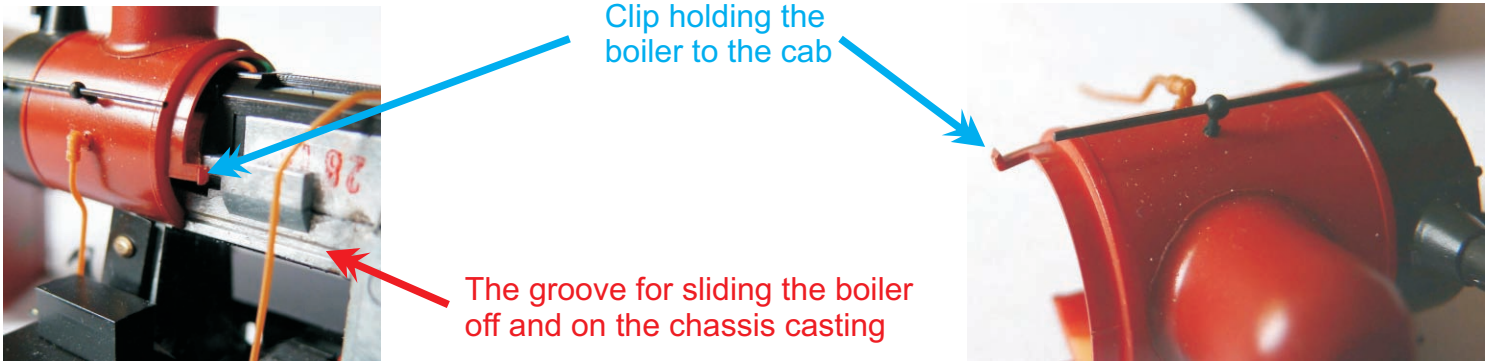 Clip holding the
boiler to the cab
The groove for sliding the boiler
off and on the chassis casting